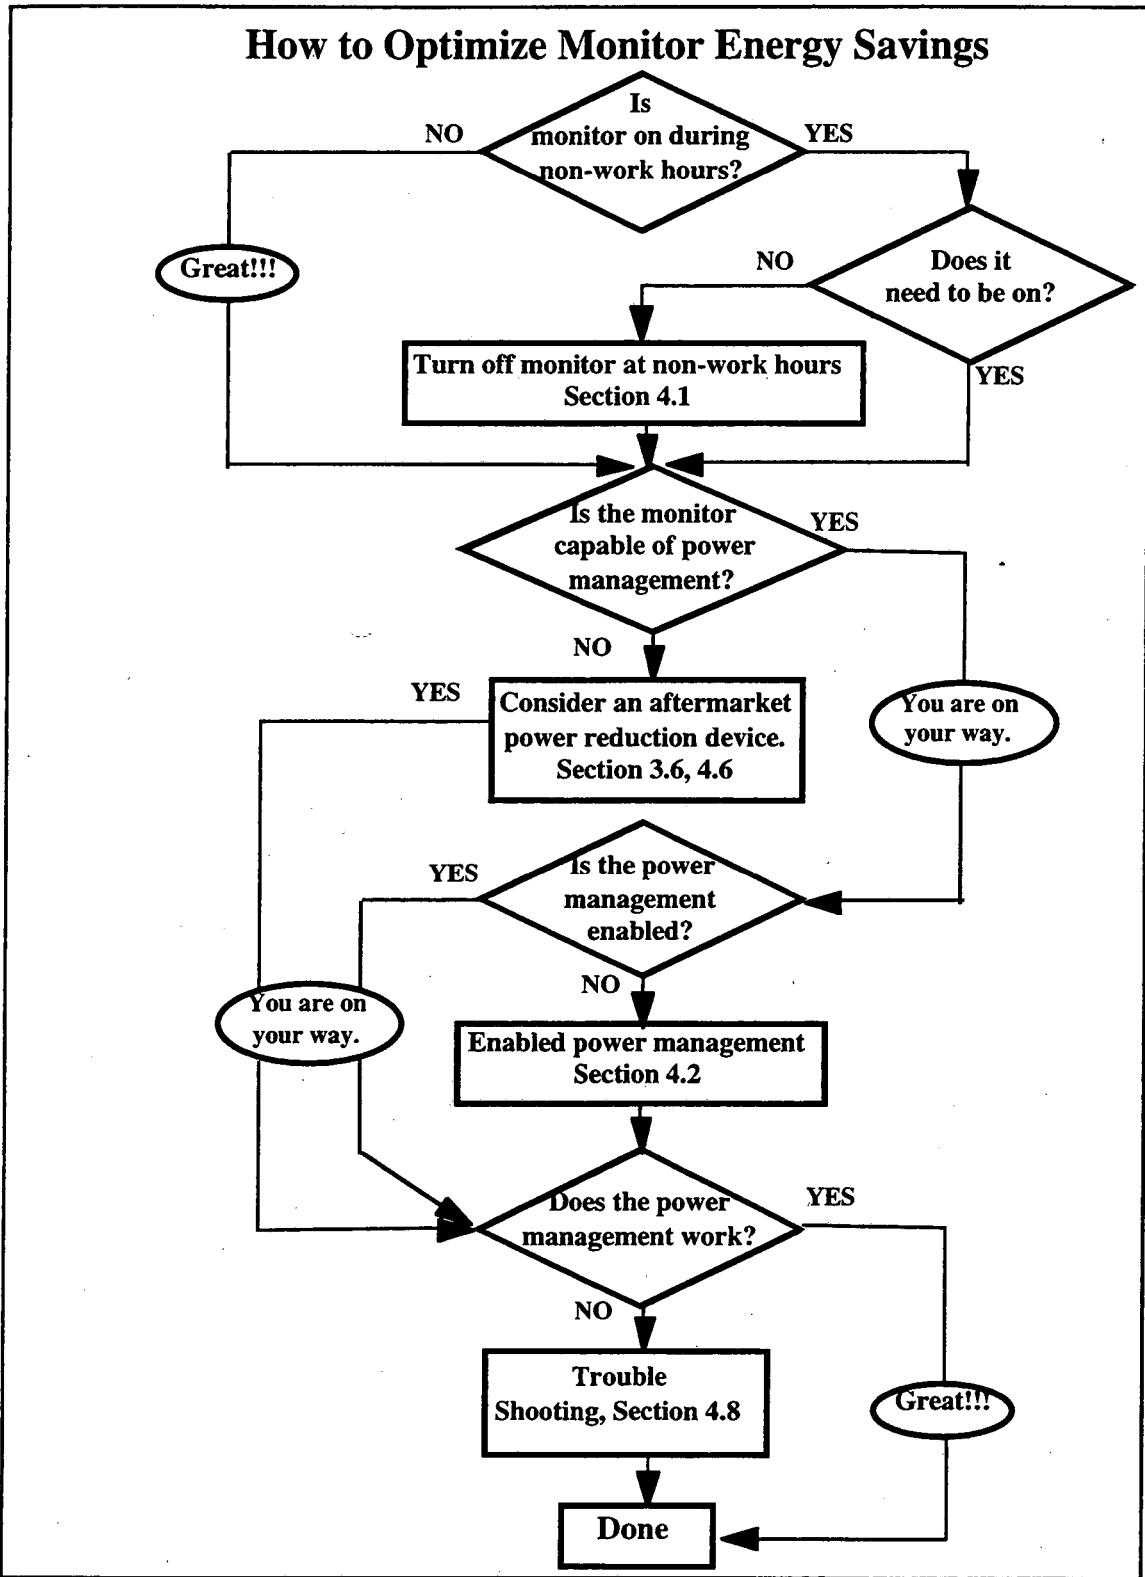 How to Optimize Monitor Energy Savings
Is
monitor on during
non-work hours?
NO
YES
Great!!!
Does it
need to be on?
NO
YES
Turn off monitor at non-work hours
Section 4.1
Is the monitor
capable of power
management?
YES
NO
Consider an aftermarket
power reduction device.
Section 3.6, 4.6
YES
You are on
your way.
Is the power
management
enabled?
YES
NO
You are on
your way.
Enabled power management
Section 4.2
Does the power
management work?
YES
NO
Trouble
Shooting, Section 4.8
Great!!!
Done